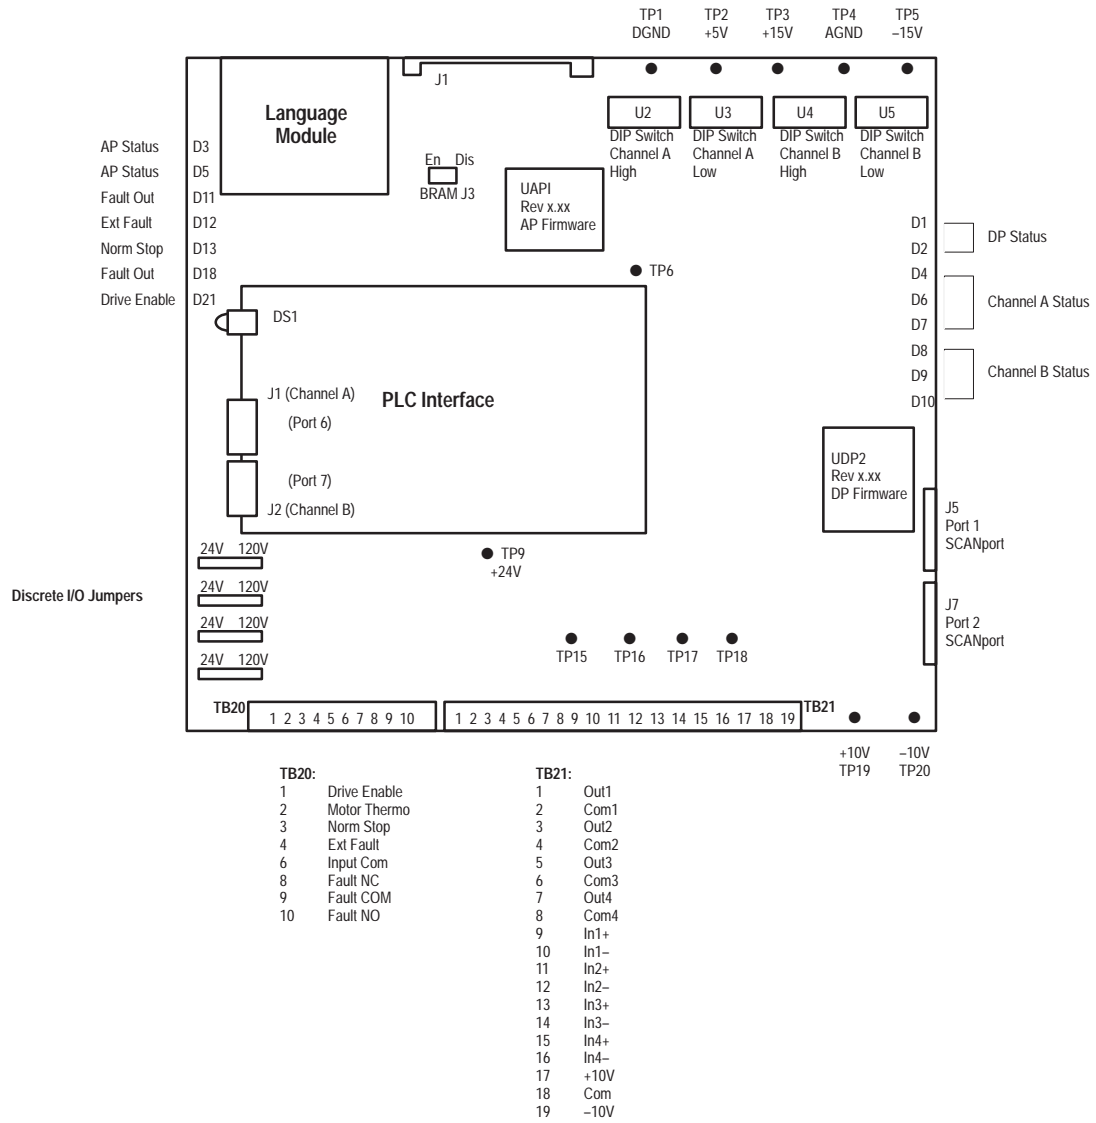 TP1 TP2 TP3 TP4 TP5
DGND +5V +15V AGND –15V
J1
Language
Module
U2 U3 U4 U5
DIP Switch
Channel A
High
DIP Switch
Channel A
Low
DIP Switch
Channel B
High
DIP Switch
Channel B
Low
AP Status D3
AP Status D5
Fault Out D11
Ext Fault D12
Norm Stop D13
Fault Out D18
Drive Enable D21
En Dis
BRAM J3
UAPI
Rev x.xx
AP Firmware
TP6
D1
D2
DP Status
D4
D6
D7
Channel A Status
D8
D9
D10
Channel B Status
DS1
J1 (Channel A)
(Port 6)
PLC Interface
(Port 7)
J2 (Channel B)
UDP2
Rev x.xx
DP Firmware
J5
Port 1
SCANport
J7
Port 2
SCANport
24V 120V
24V 120V
24V 120V
24V 120V
Discrete I/O Jumpers
TP9
+24V
TP15 TP16 TP17 TP18
TB20
1 2 3 4 5 6 7 8 9 10
1 2 3 4 5 6 7 8 9 10 11 12 13 14 15 16 17 18 19
TB21
+10V –10V
TP19 TP20
TB20:
1 Drive Enable
2 Motor Thermo
3 Norm Stop
4 Ext Fault
6 Input Com
8 Fault NC
9 Fault COM
10 Fault NO
TB21:
1 Out1
2 Com1
3 Out2
4 Com2
5 Out3
6 Com3
7 Out4
8 Com4
9 In1+
10 In1–
11 In2+
12 In2–
13 In3+
14 In3–
15 In4+
16 In4–
17 +10V
18 Com
19 –10V